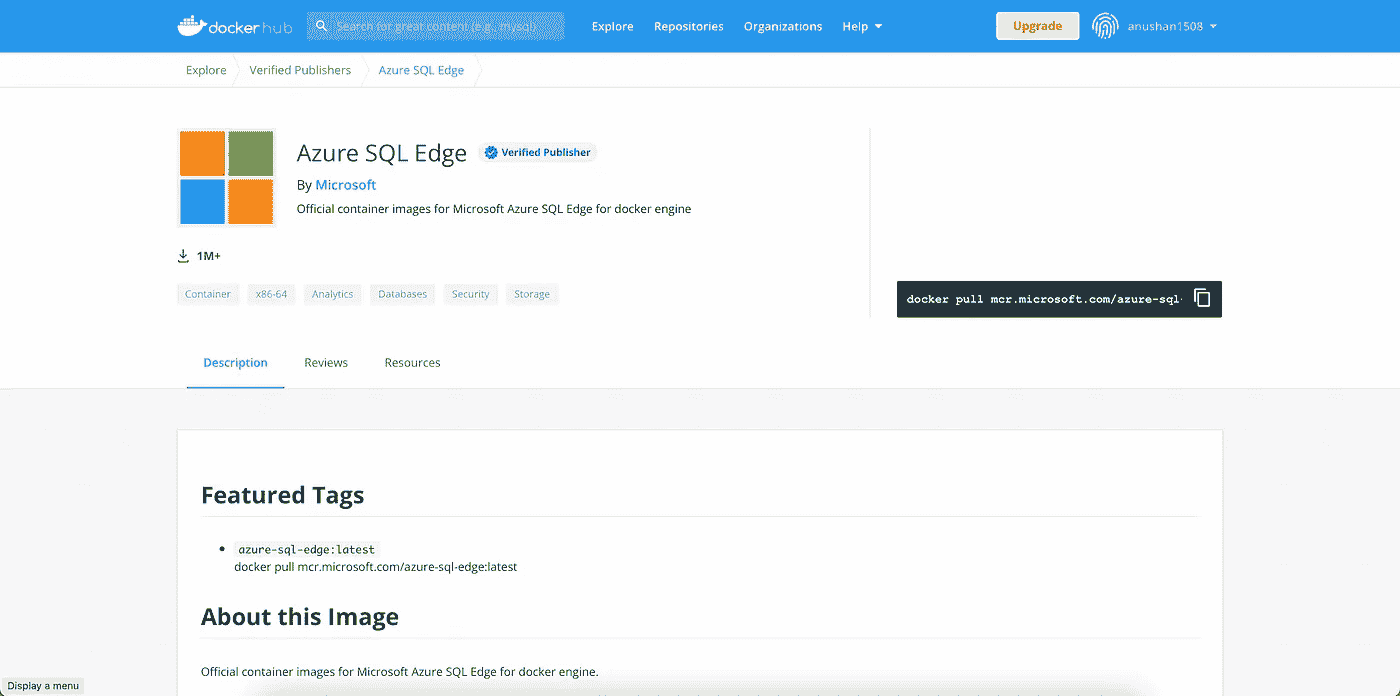 docker hub
Search for great content (e.g., mysql)
Explore
Repositories
Organizations
Help
Upgrade
anushan1508
Explore
Verified Publishers
Azure SQL Edge
Azure SQL Edge
Verified Publisher
By Microsoft
Official container images for Microsoft Azure SQL Edge for docker engine
1M+
Container
x86-64
Analytics
Databases
Security
Storage
docker pull mcr.microsoft.com/azure-sql-
Description
Reviews
Resources
Featured Tags
azure-sql-edge:latest
docker pull mcr.microsoft.com/azure-sql-edge:latest
About this Image
Official container images for Microsoft Azure SQL Edge for docker engine.
Display a menu